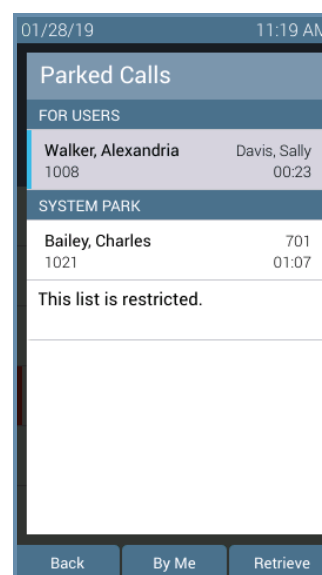 01/28/19 11:19 AM
Parked Calls
FOR USERS
Walker, Alexandria Davis, Sally
1008 00:23
SYSTEM PARK
Bailey, Charles 701
1021 01:07
This list is restricted.
Back By Me Retrieve